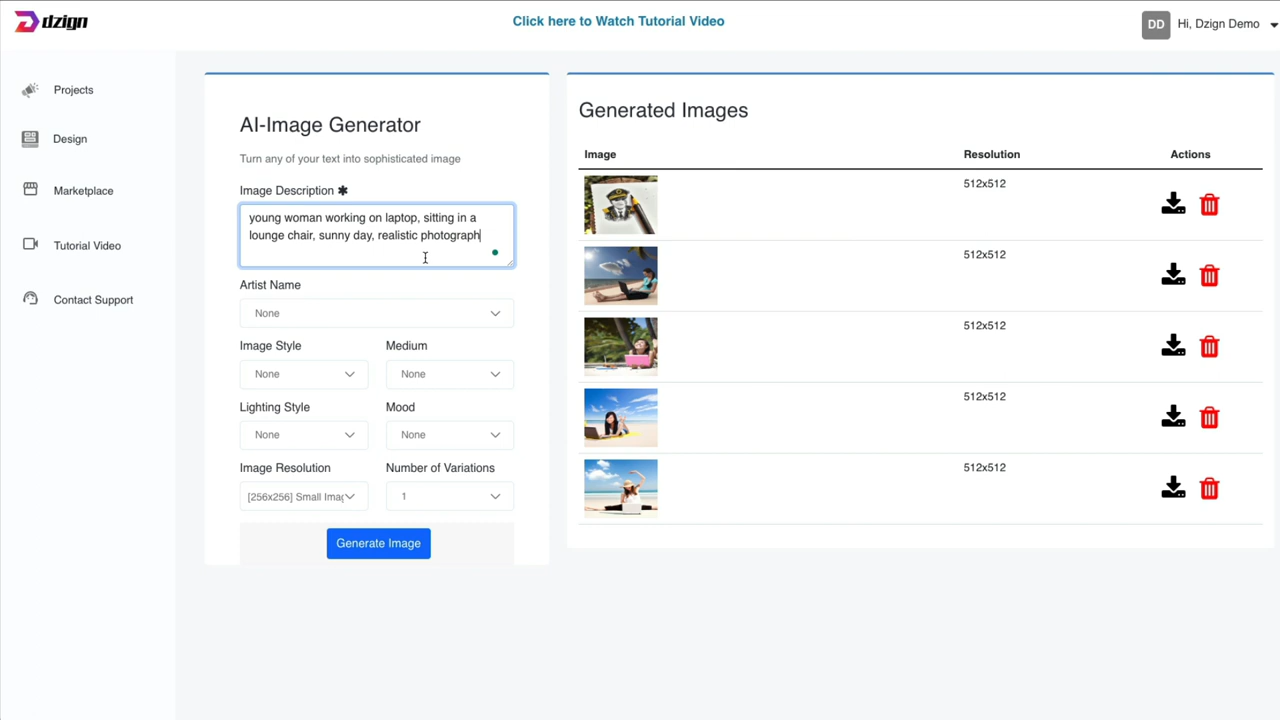 dzign
Click here to Watch Tutorial Video
DD
Hi, Dzign Demo
Projects
Design
Marketplace
Tutorial Video
Contact Support
AI-Image Generator
Turn any of your text into sophisticated image
Image Description ✱
young woman working on laptop, sitting in a
lounge chair, sunny day, realistic photograph
Artist Name
None
Image Style Medium
None None
Lighting Style Mood
None None
Image Resolution Number of Variations
[256x256] Small Imag 1
Generate Image
Generated Images
Image Resolution Actions
512x512
512x512
512x512
512x512
512x512